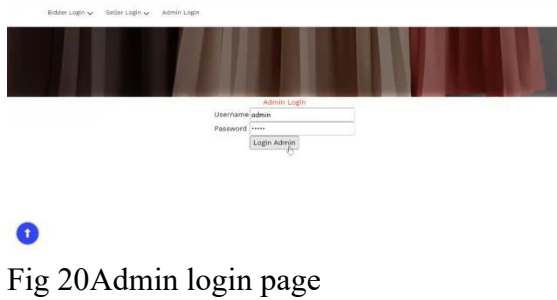 Bidder Login Seller Login Admin Login
Admin Login
Username admin
Password •••••
Login Admin
Fig 20Admin login page